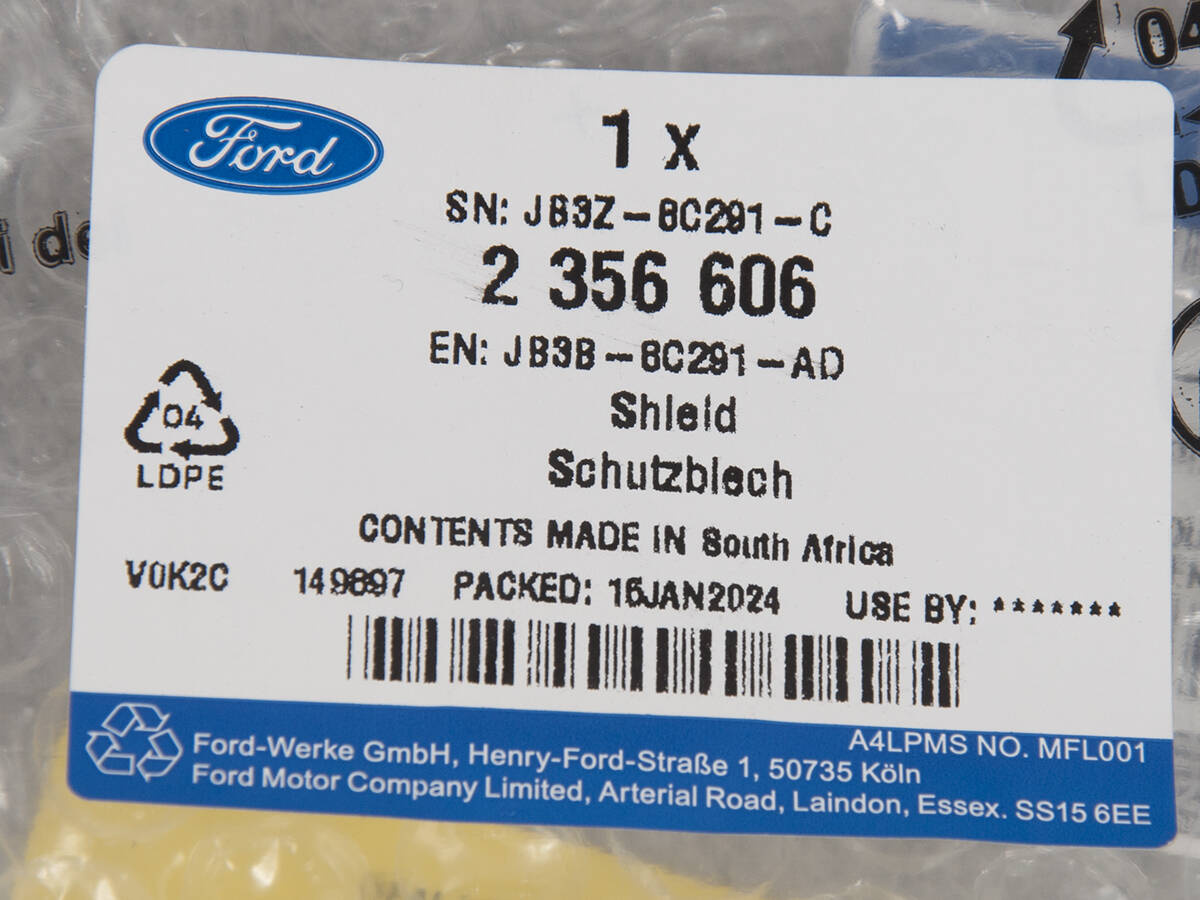 Ford
1 x
SN: JB3Z-8C291-C
2 356 606
EN: JB3B-8C291-AD
Shield
Schutzblech
04
LDPE
CONTENTS MADE IN South Africa
V0K2C 149897 PACKED: 15JAN2024 USE BY: *******
A4LPMS NO. MFL001
Ford-Werke GmbH, Henry-Ford-Straße 1, 50735 Köln
Ford Motor Company Limited, Arterial Road, Laindon, Essex. SS15 6EE